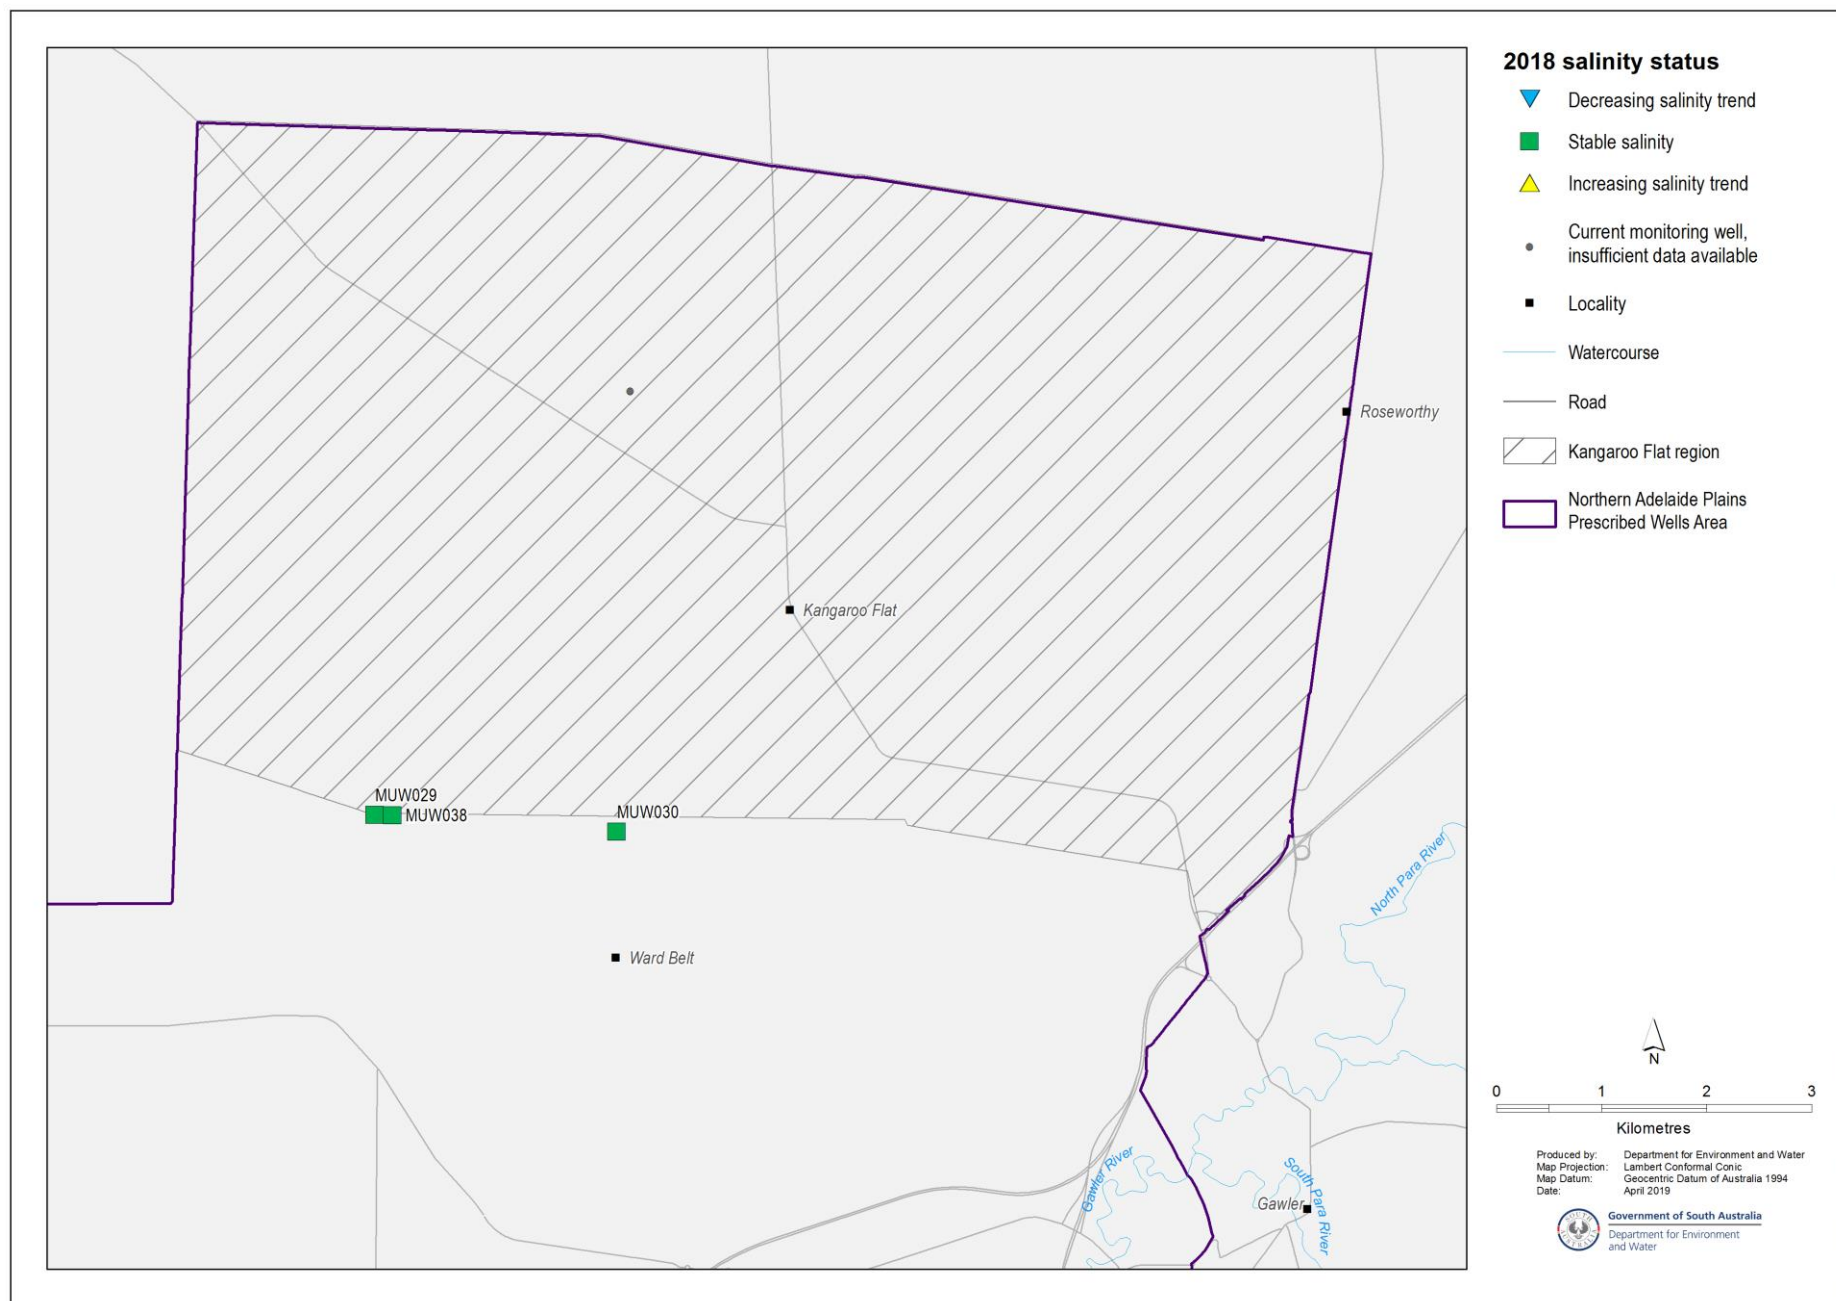 2018 salinity status
Decreasing salinity trend
Stable salinity
Increasing salinity trend
Current monitoring well,
insufficient data available
Locality
Watercourse
Road
Kangaroo Flat region
Northern Adelaide Plains
Prescribed Wells Area
Roseworthy
Kangaroo Flat
MUW029
MUW038
MUW030
North Para River
Ward Belt
Gawler River
South Para River
Gawler
N
0 1 2 3
Kilometres
Produced by: Department for Environment and Water
Map Projection: Lambert Conformal Conic
Map Datum: Geocentric Datum of Australia 1994
Date: April 2019
SOUTH AUSTRALIA
Government of South Australia
Department for Environment
and Water